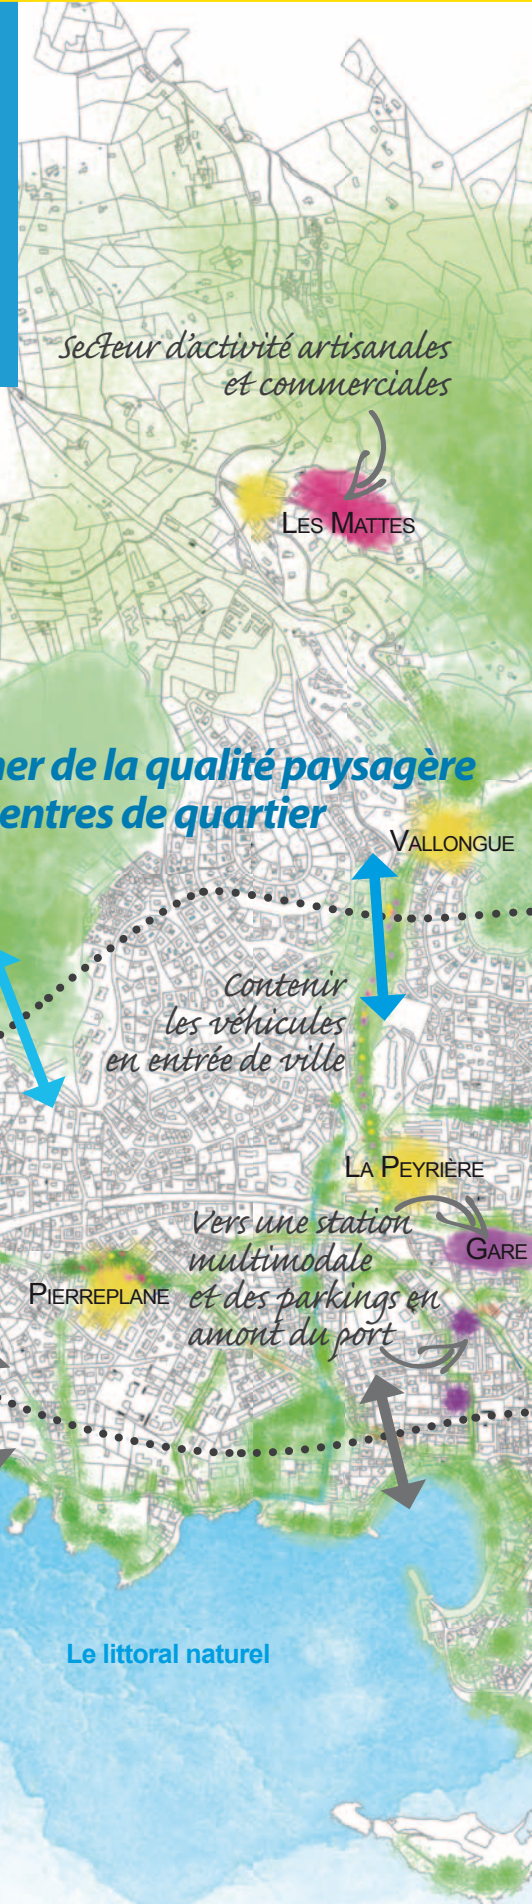 Secteur d'activité artisanales
et commerciales
LES MATTES
ner de la qualité paysagère
entres de quartier
VALLONGUE
Contenir
les véhicules
en entrée de ville
LA PEYRIÈRE
Vers une station
multimodale
et des parkings en
amont du port
GARE
PIERREPLANE
Le littoral naturel